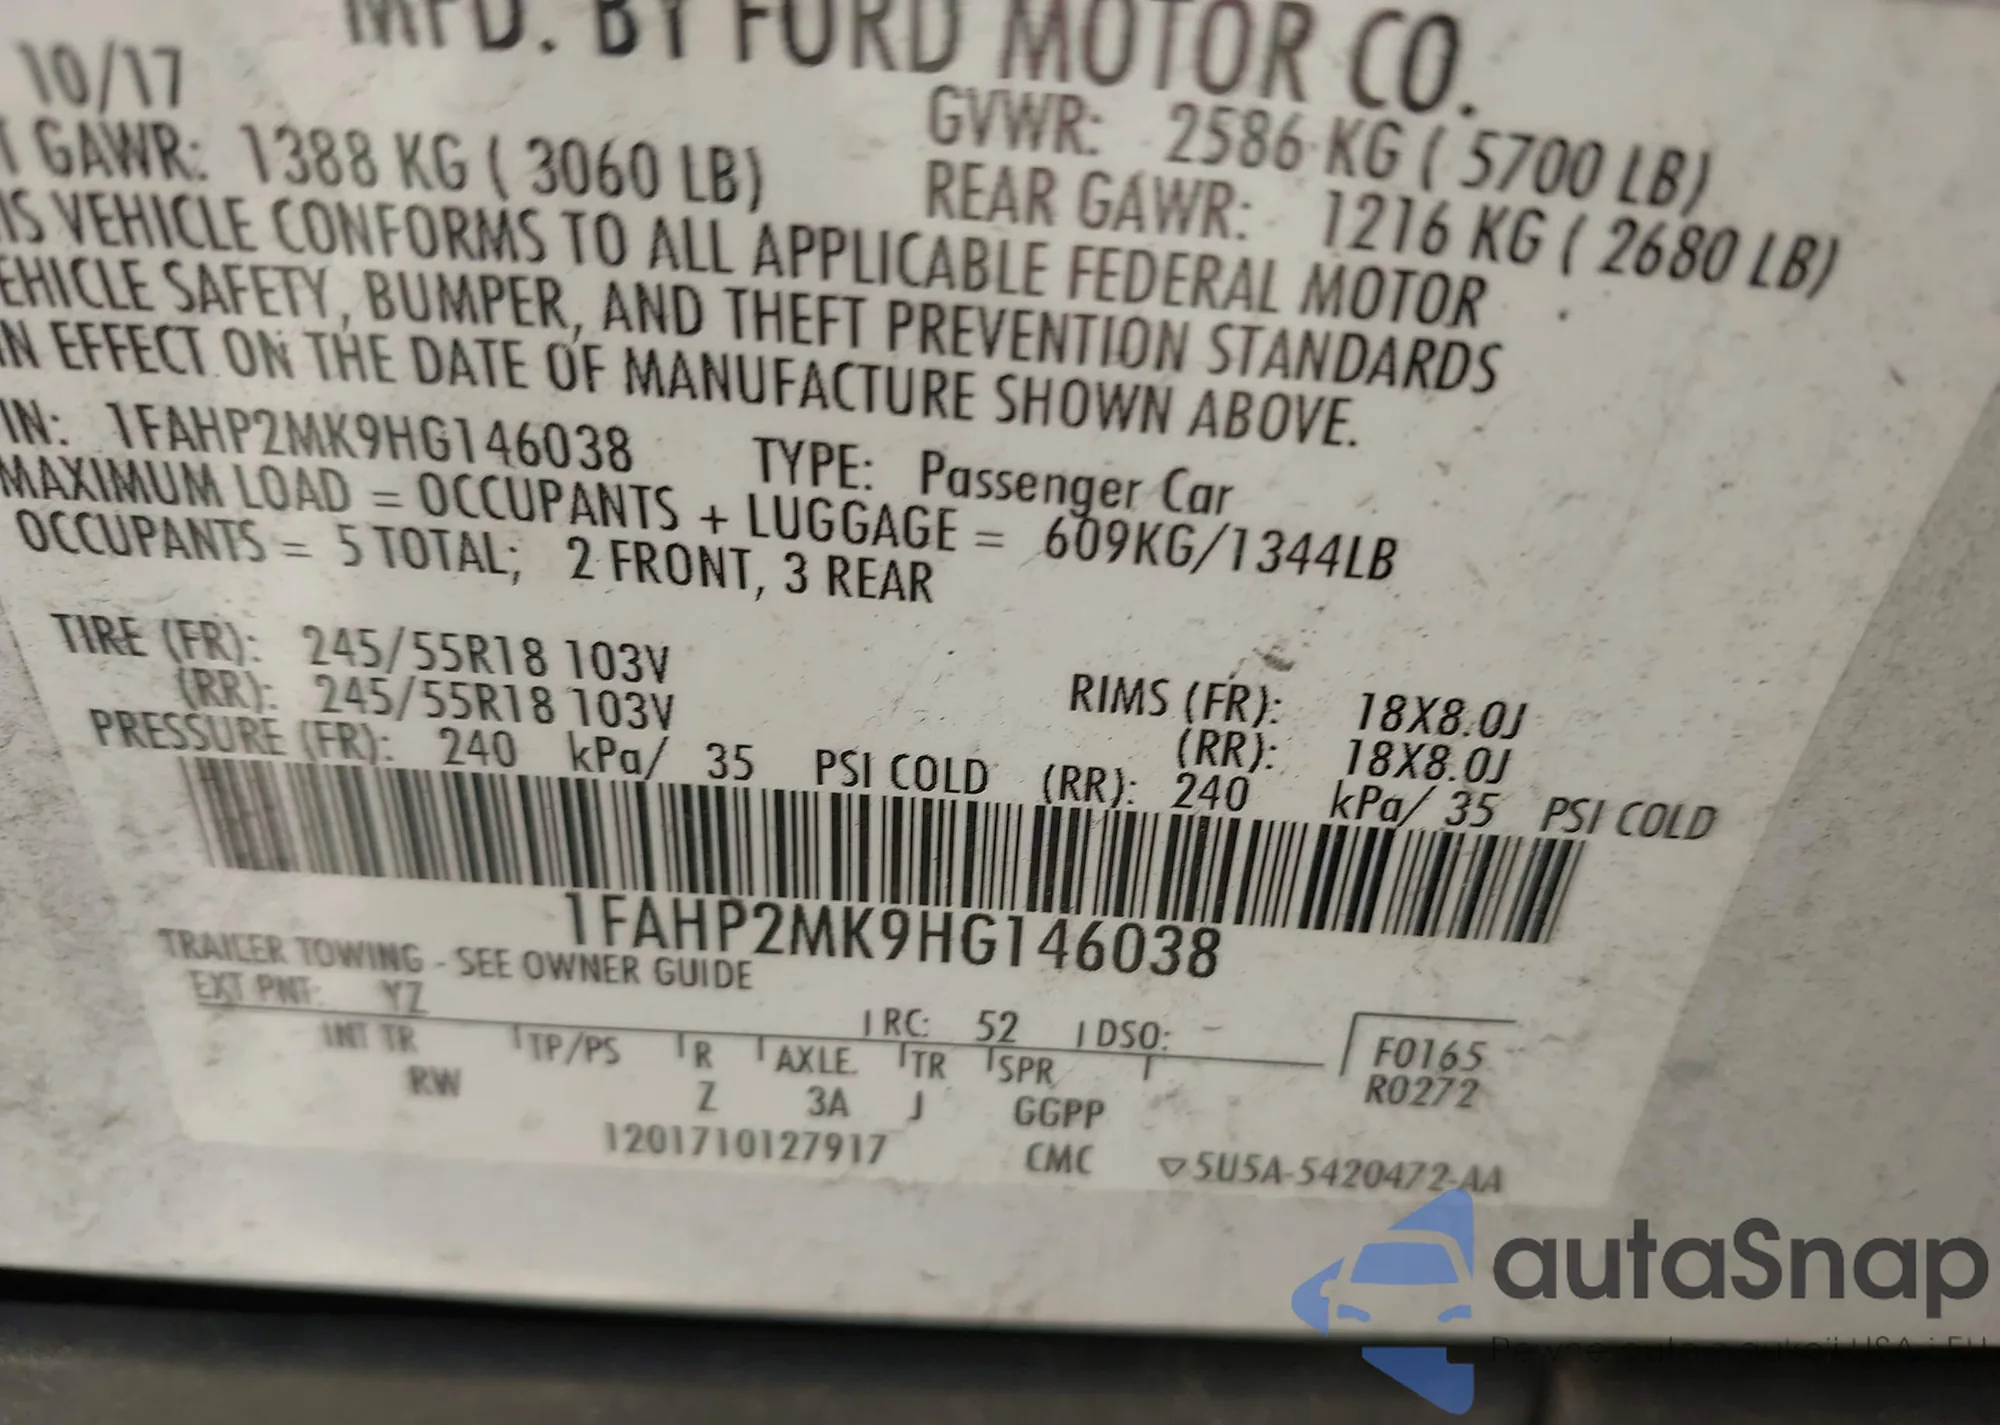 MFD. BY FORD MOTOR CO.
10/17
GVWR: 2586 KG ( 5700 LB)
T GAWR: 1388 KG ( 3060 LB)
REAR GAWR: 1216 KG ( 2680 LB)
IS VEHICLE CONFORMS TO ALL APPLICABLE FEDERAL MOTOR
EHICLE SAFETY, BUMPER, AND THEFT PREVENTION STANDARDS
IN EFFECT ON THE DATE OF MANUFACTURE SHOWN ABOVE.
IN: 1FAHP2MK9HG146038 TYPE: Passenger Car
MAXIMUM LOAD = OCCUPANTS + LUGGAGE = 609KG/1344LB
OCCUPANTS = 5 TOTAL; 2 FRONT, 3 REAR
TIRE (FR): 245/55R18 103V RIMS (FR): 18X8.0J
(RR): 245/55R18 103V (RR): 18X8.0J
PRESSURE (FR): 240 kPa/ 35 PSI COLD (RR): 240 kPa/ 35 PSI COLD
1FAHP2MK9HG146038
TRAILER TOWING - SEE OWNER GUIDE
EXT PNT: YZ RC: 52 DSO: -
INT TR TP/PS R AXLE TR SPR
RW Z 3A J GGPP
F0165
R0272
1201710127917 CMC ▽5U5A-5420472-AA
autaSnap